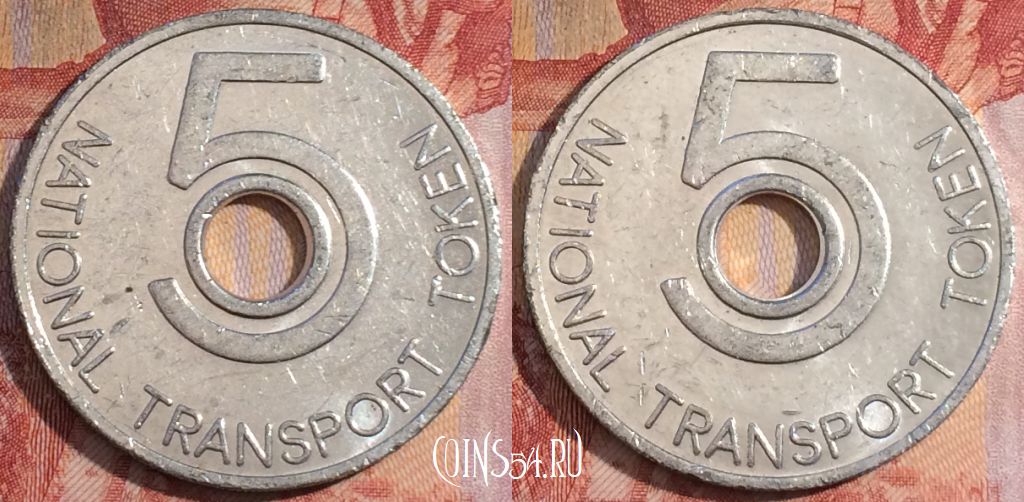 5
NATIONAL TRANSPORT TOKEN
5
NATIONAL TRANSPORT TOKEN
COINS54.RU